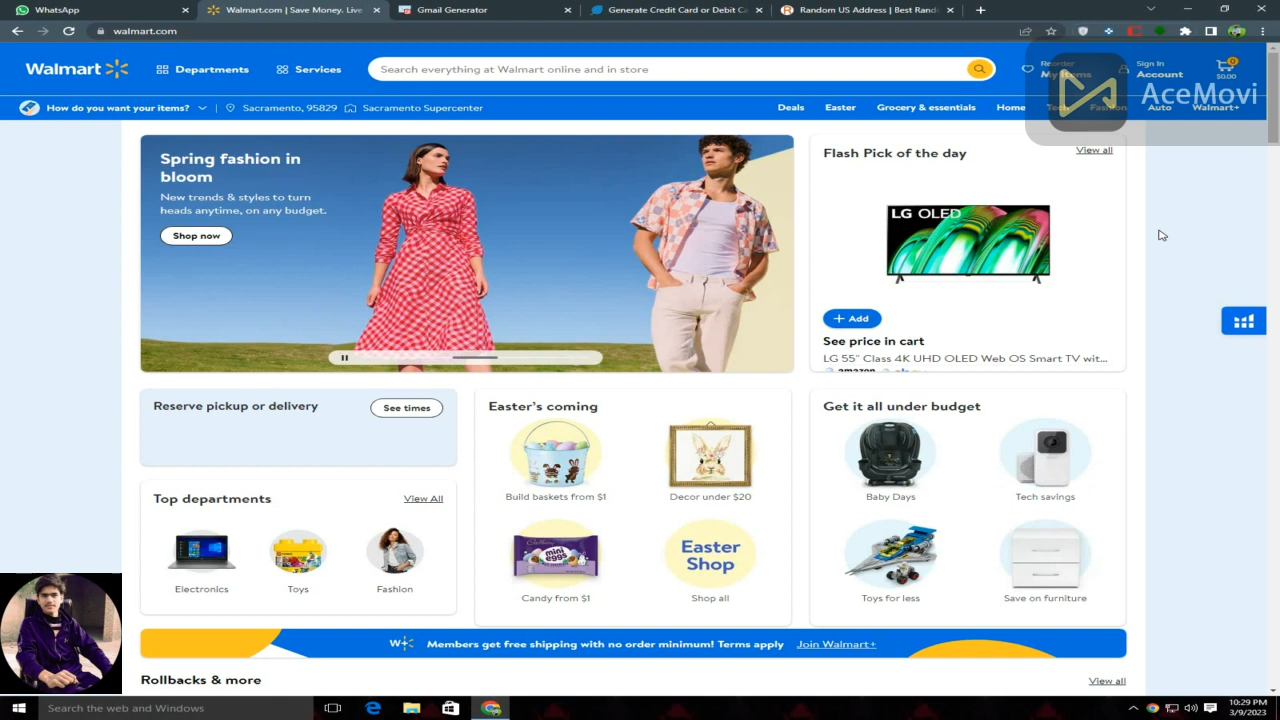 WhatsApp
Walmart.com | Save Money. Live
Gmail Generator
Generate Credit Card or Debit Ca
Random US Address | Best Rand
walmart.com
Walmart
Departments
Services
Search everything at Walmart online and in store
Reorder
My Items
Sign In
Account
0
$0.00
AceMovi
How do you want your items?
Sacramento, 95829
Sacramento Supercenter
Deals
Easter
Grocery & essentials
Home
Tech
Fashion
Auto
Walmart+
Spring fashion in
bloom
New trends & styles to turn
heads anytime, on any budget.
Shop now
Flash Pick of the day
View all
LG OLED
Add
See price in cart
LG 55" Class 4K UHD OLED Web OS Smart TV wit...
Reserve pickup or delivery
See times
Top departments
View All
Electronics
Toys
Fashion
Easter's coming
Build baskets from $1
Decor under $20
Cadbury
mini
eggs
Candy from $1
Easter
Shop
Shop all
Get it all under budget
Baby Days
Tech savings
Toys for less
Save on furniture
W+
Members get free shipping with no order minimum! Terms apply
Join Walmart+
Rollbacks & more
View all
Search the web and Windows
10:29 PM
3/9/2023